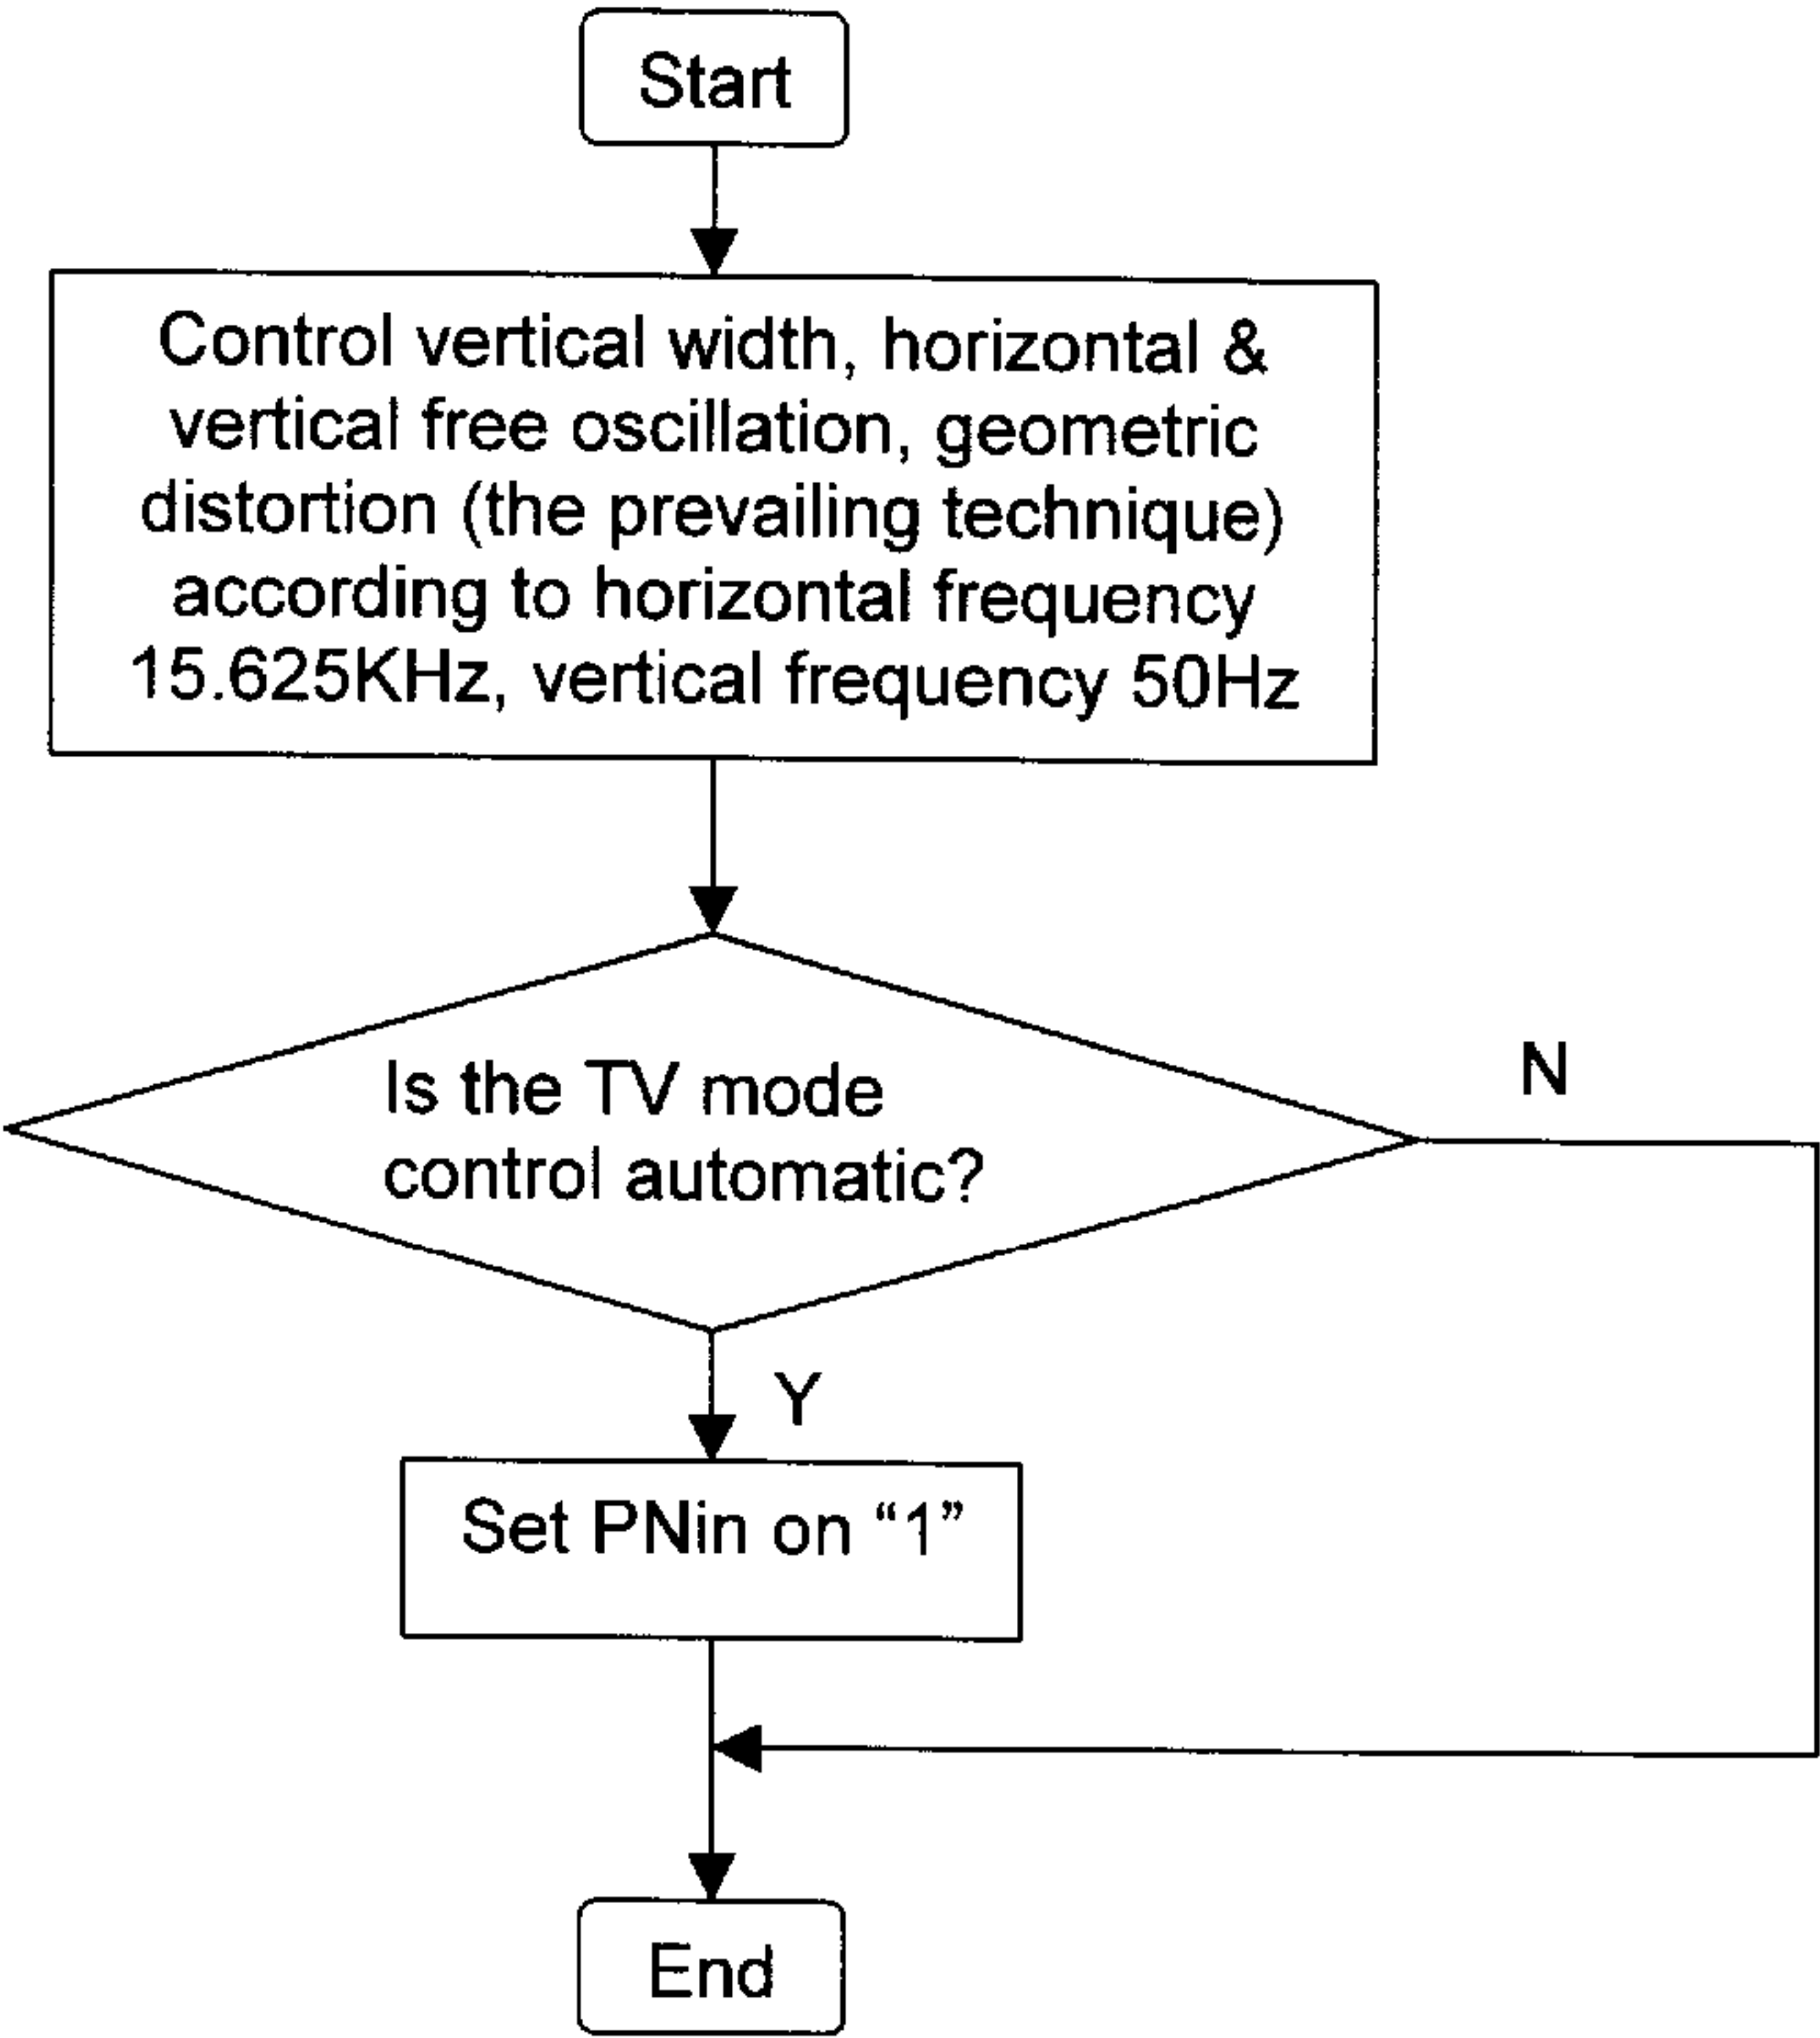 Start
Control vertical width, horizontal &
vertical free oscillation, geometric
distortion (the prevailing technique)
according to horizontal frequency
15.625KHz, vertical frequency 50Hz
Is the TV mode
control automatic?
N
Y
Set PNin on “1”
End